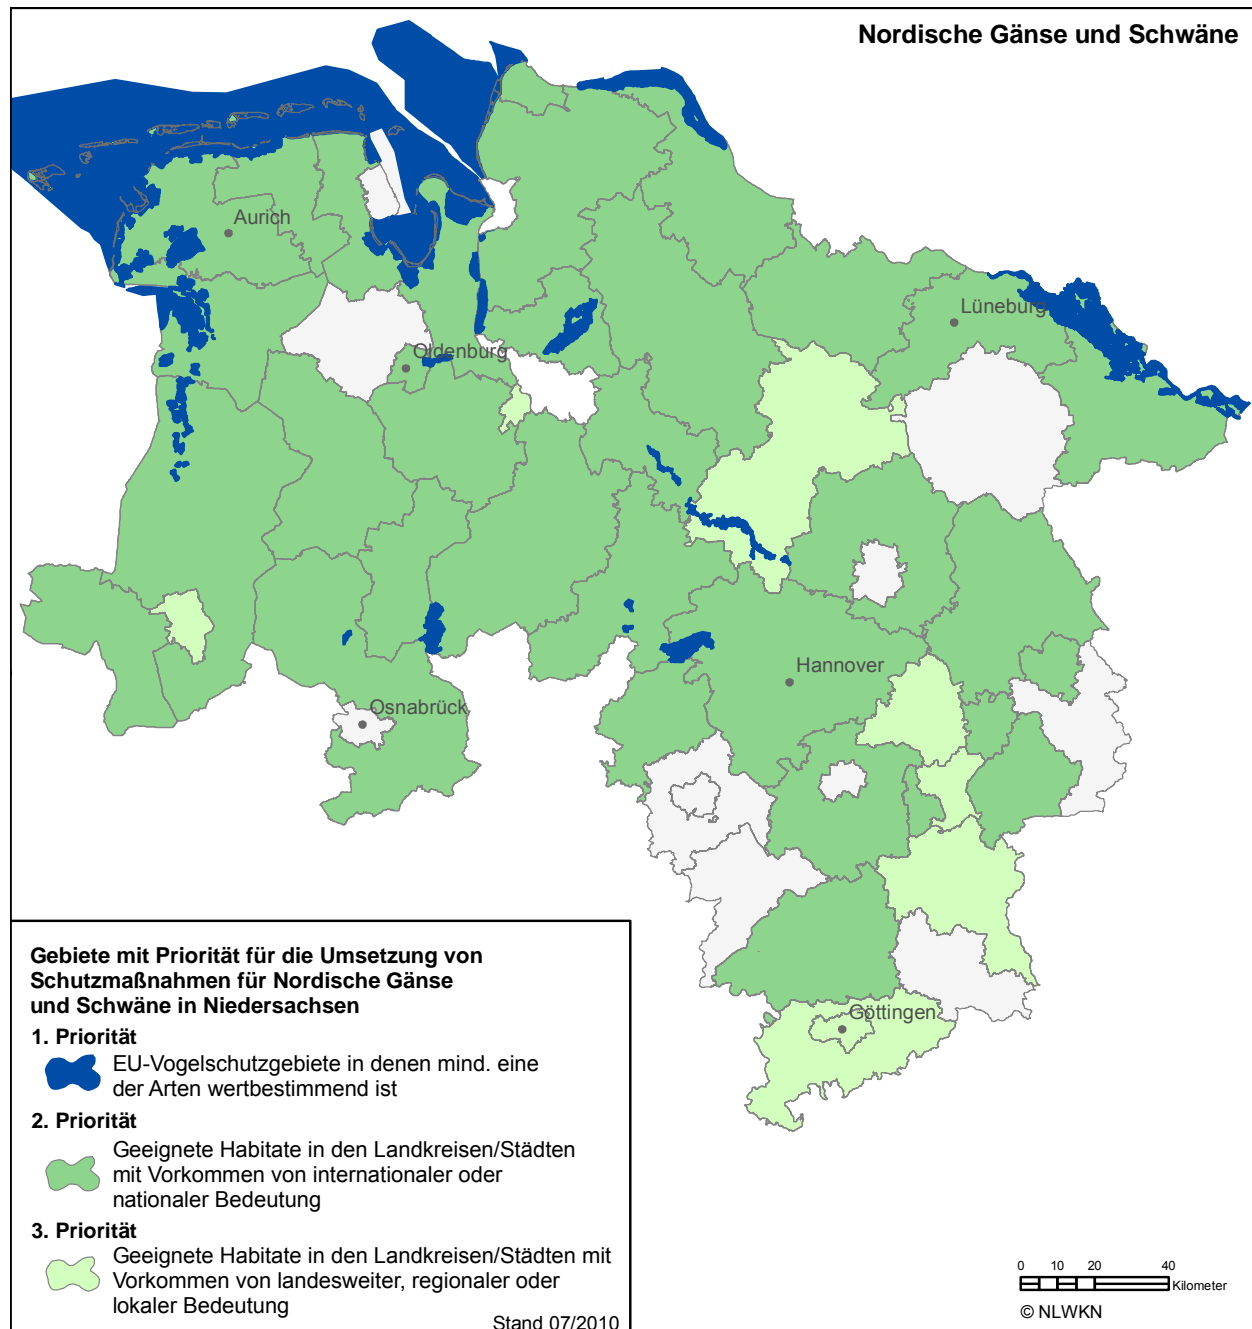 Nordische Gänse und Schwäne
Aurich
Lüneburg
Oldenburg
Hannover
Osnabrück
Göttingen
Gebiete mit Priorität für die Umsetzung von
Schutzmaßnahmen für Nordische Gänse
und Schwäne in Niedersachsen
1. Priorität
EU-Vogelschutzgebiete in denen mind. eine
der Arten wertbestimmend ist
2. Priorität
Geeignete Habitate in den Landkreisen/Städten
mit Vorkommen von internationaler oder
nationaler Bedeutung
3. Priorität
Geeignete Habitate in den Landkreisen/Städten mit
Vorkommen von landesweiter, regionaler oder
lokaler Bedeutung
Stand 07/2010
0 10 20 40
Kilometer
© NLWKN